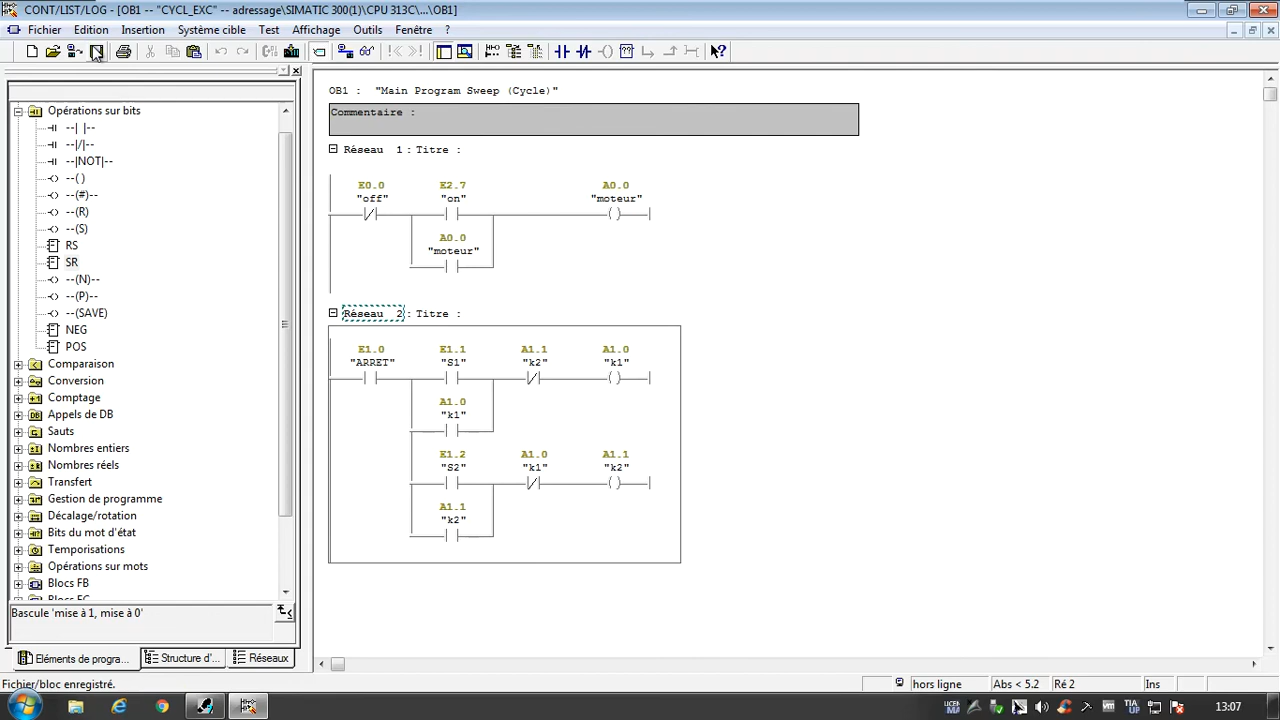 CONT/LIST/LOG - [OB1 -- "CYCL_EXC" -- adressage\SIMATIC 300(1)\CPU 313C\...\OB1]
Fichier Edition Insertion Système cible Test Affichage Outils Fenêtre ?
Opérations sur bits
--| |--
--|/|--
--|NOT|--
--( )
--(#)--
--(R)
--(S)
RS
SR
--(N)--
--(P)--
--(SAVE)
NEG
POS
Comparaison
Conversion
Comptage
Appels de DB
Sauts
Nombres entiers
Nombres réels
Transfert
Gestion de programme
Décalage/rotation
Bits du mot d'état
Temporisations
Opérations sur mots
Blocs FB
Blocs FC
Bascule 'mise à 1, mise à 0'
Eléments de progra... Structure d'... Réseaux
OB1 : "Main Program Sweep (Cycle)"
Commentaire :
Réseau 1 : Titre :
E0.0 E2.7 A0.0
"off" "on" "moteur"
A0.0
"moteur"
Réseau 2 : Titre :
E1.0 E1.1 A1.1 A1.0
"ARRET" "S1" "k2" "k1"
A1.0
"k1"
E1.2 A1.0 A1.1
"S2" "k1" "k2"
A1.1
"k2"
Fichier/bloc enregistré. hors ligne Abs < 5.2 Ré 2 Ins
13:07